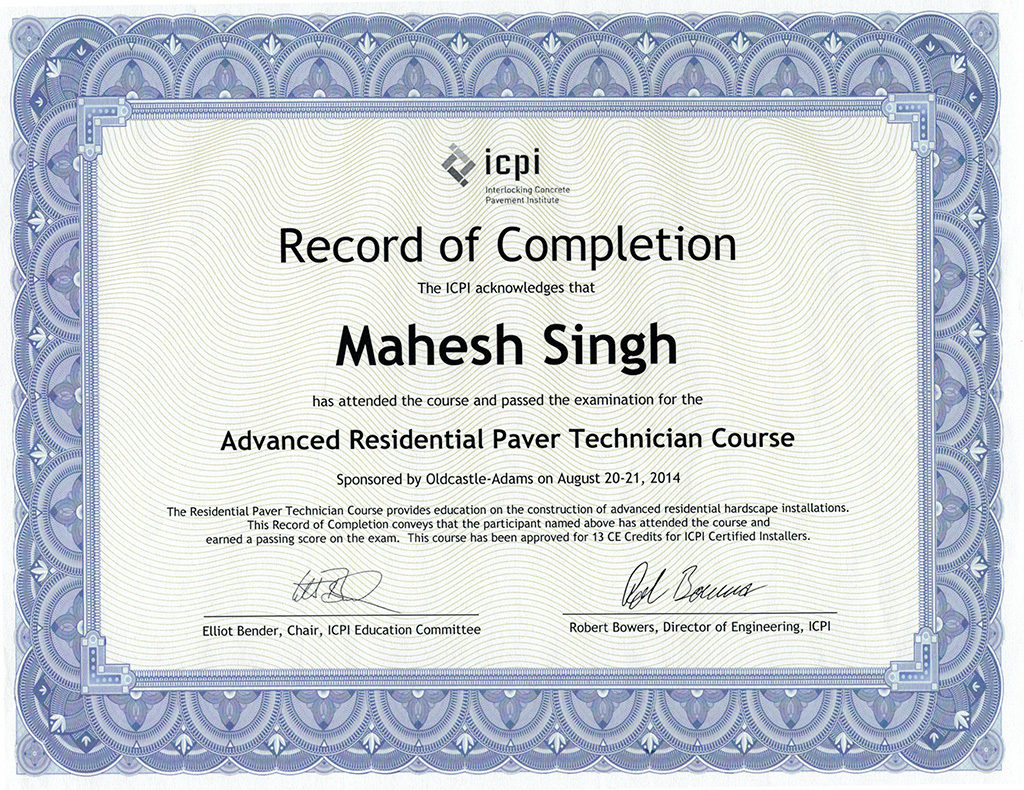 icpi
Interlocking Concrete
Pavement Institute
Record of Completion
The ICPI acknowledges that
Mahesh Singh
has attended the course and passed the examination for the
Advanced Residential Paver Technician Course
Sponsored by Oldcastle-Adams on August 20-21, 2014
The Residential Paver Technician Course provides education on the construction of advanced residential hardscape installations.
This Record of Completion conveys that the participant named above has attended the course and
earned a passing score on the exam.  This course has been approved for 13 CE Credits for ICPI Certified Installers.
Elliot Bender, Chair, ICPI Education Committee
Robert Bowers, Director of Engineering, ICPI